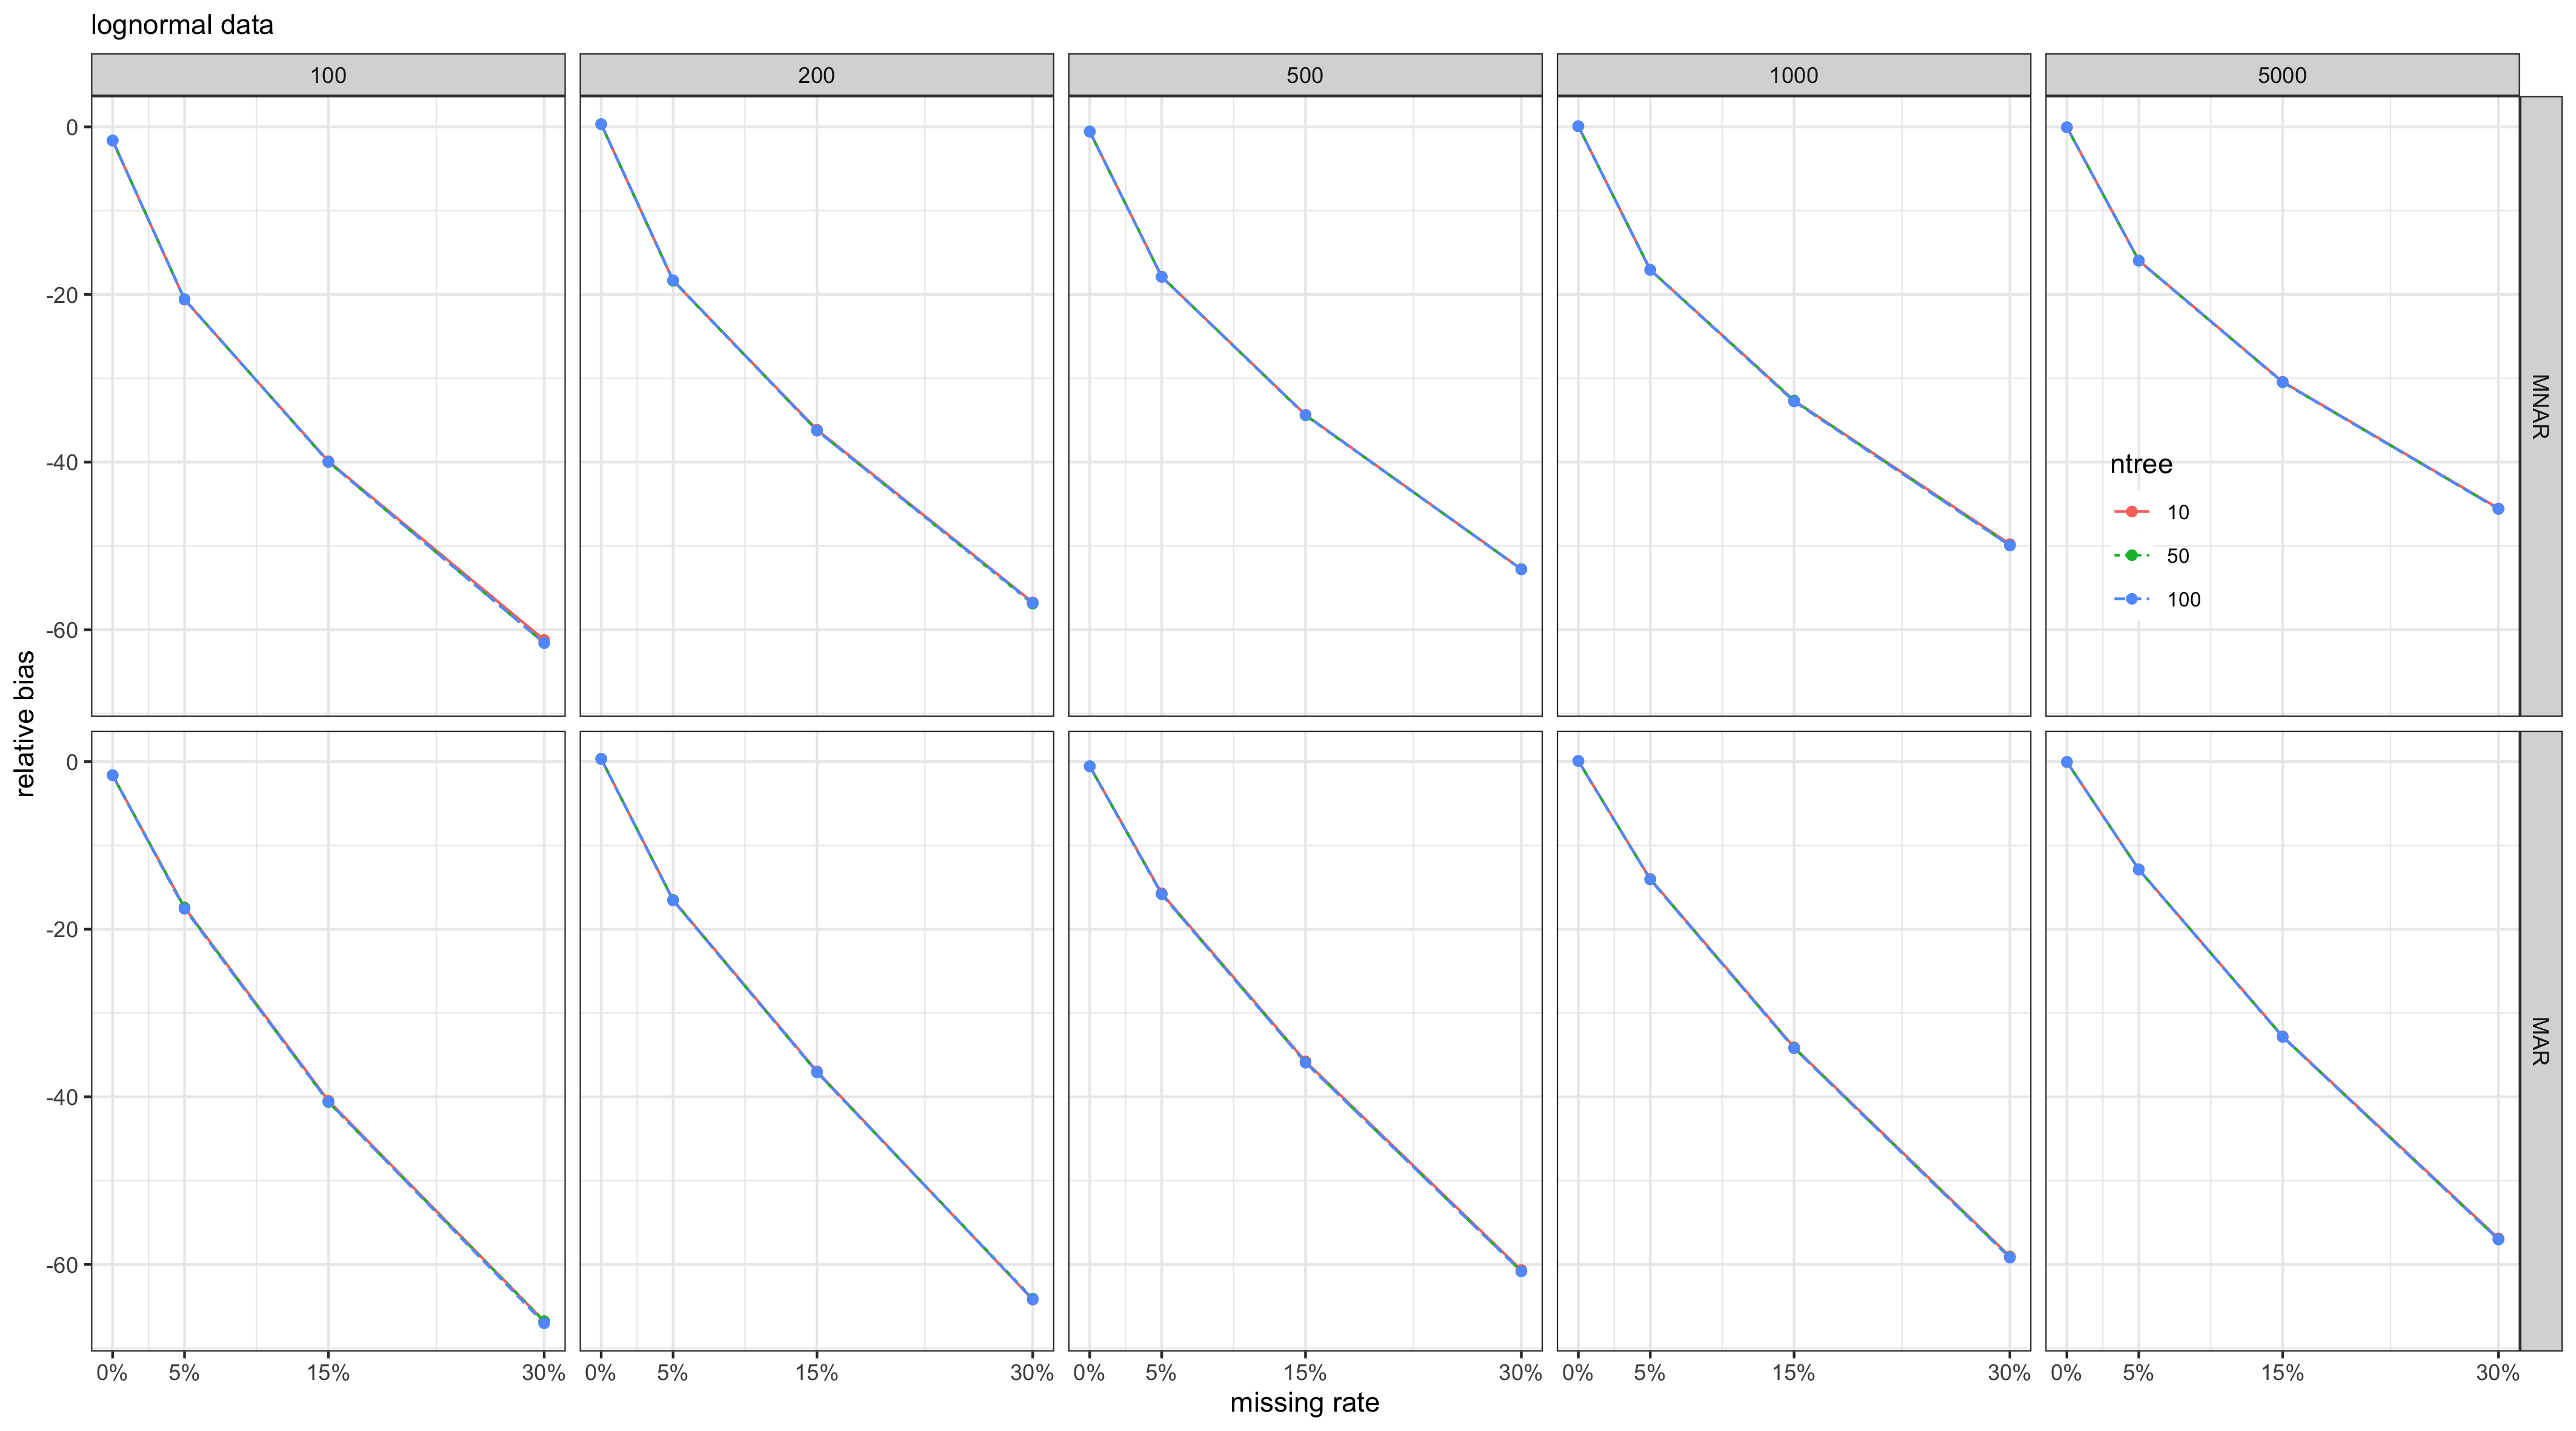 lognormal data
100 200 500 1000 5000
0
-20
-40
-60
MNAR
ntree
10
50
100
relative bias
0
-20
-40
-60
MAR
0% 5% 15% 30% 0% 5% 15% 30% 0% 5% 15% 30% 0% 5% 15% 30% 0% 5% 15% 30%
missing rate